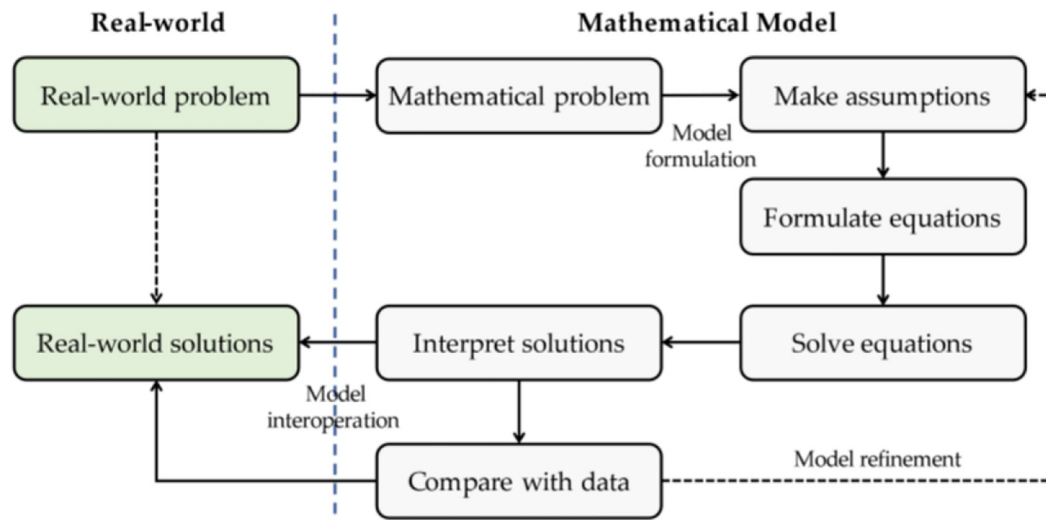 Real-world
Mathematical Model
Real-world problem
Mathematical problem
Make assumptions
Model
formulation
Formulate equations
Real-world solutions
Interpret solutions
Solve equations
Model
interoperation
Compare with data
Model refinement